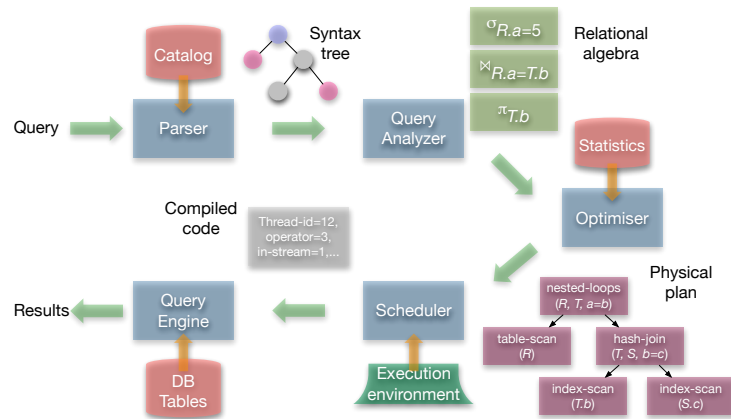 Catalog
Syntax
tree
σR.a=5
Relational
algebra
⋈R.a=T.b
Query
Parser
Query
Analyzer
πT.b
Statistics
Optimiser
Compiled
code
Thread-id=12,
operator=3,
in-stream=1,...
Results
Query
Engine
Scheduler
Physical
plan
nested-loops
(R, T, a=b)
table-scan
(R)
hash-join
(T, S, b=c)
index-scan
(T.b)
index-scan
(S.c)
DB
Tables
Execution
environment